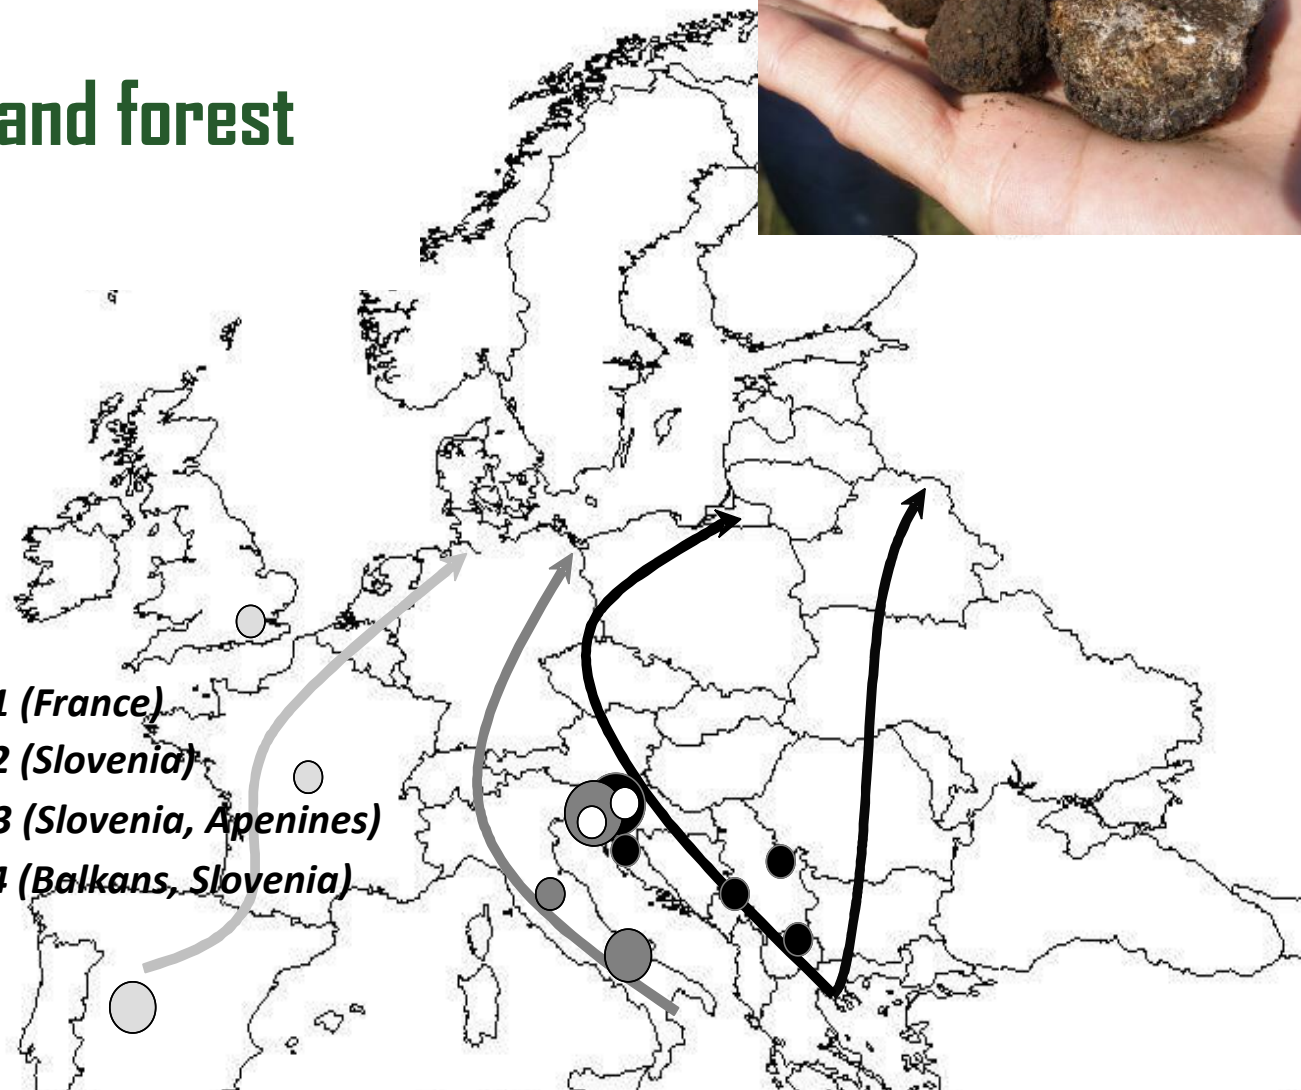 and forest
1 (France)
2 (Slovenia)
3 (Slovenia, Apenines)
4 (Balkans, Slovenia)